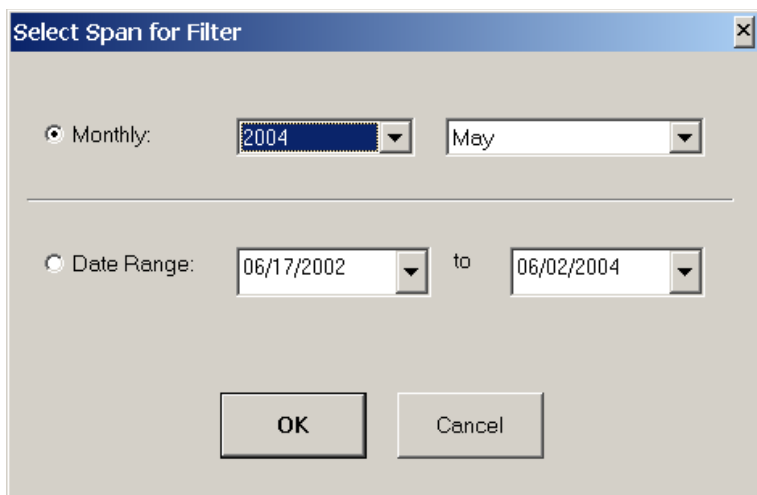 Select Span for Filter
Monthly: 2004 May
Date Range: 06/17/2002 to 06/02/2004
OK Cancel